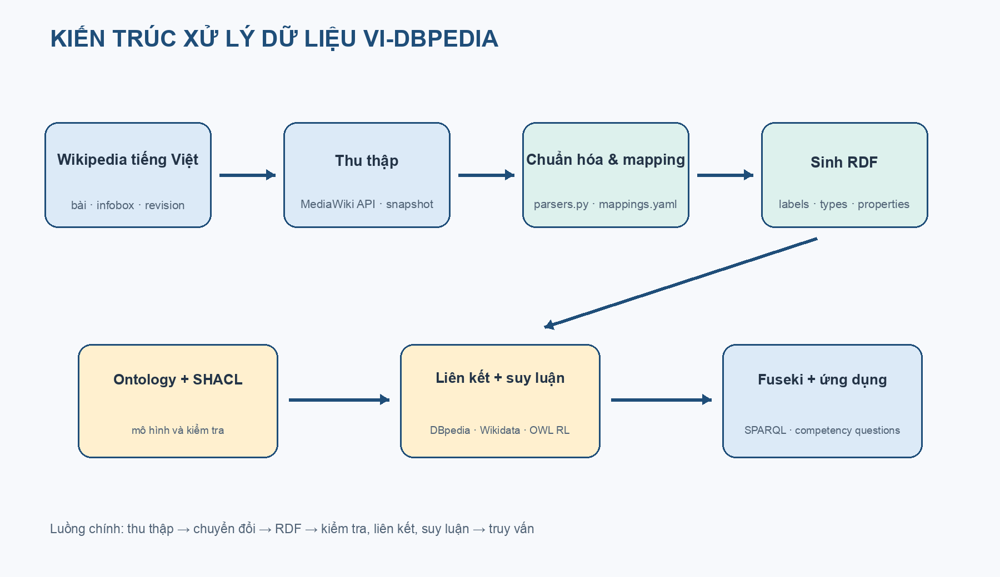 KIẾN TRÚC XỬ LÝ DỮ LIỆU VI-DBPEDIA
Wikipedia tiếng Việt
bài · infobox · revision
Thu thập
MediaWiki API · snapshot
Chuẩn hóa & mapping
parsers.py · mappings.yaml
Sinh RDF
labels · types · properties
Ontology + SHACL
mô hình và kiểm tra
Liên kết + suy luận
DBpedia · Wikidata · OWL RL
Fuseki + ứng dụng
SPARQL · competency questions
Luồng chính: thu thập → chuyển đổi → RDF → kiểm tra, liên kết, suy luận → truy vấn